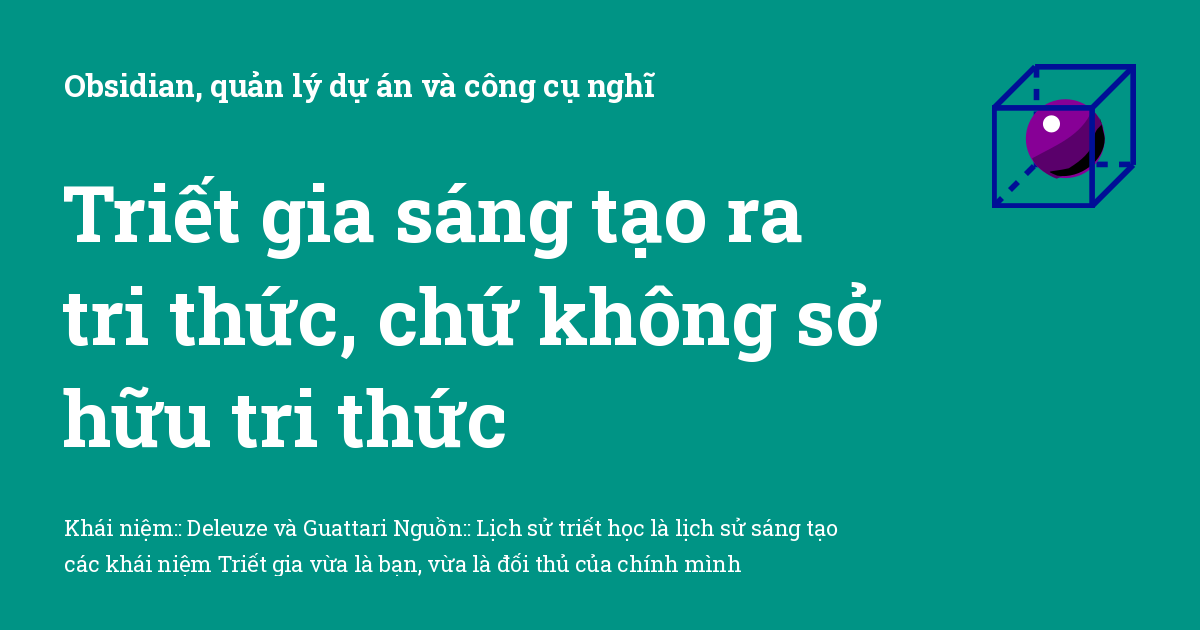 Obsidian, quản lý dự án và công cụ nghĩ
Triết gia sáng tạo ra
tri thức, chứ không sở
hữu tri thức
Khái niệm:: Deleuze và Guattari Nguồn:: Lịch sử triết học là lịch sử sáng tạo
các khái niệm Triết gia vừa là bạn, vừa là đối thủ của chính mình